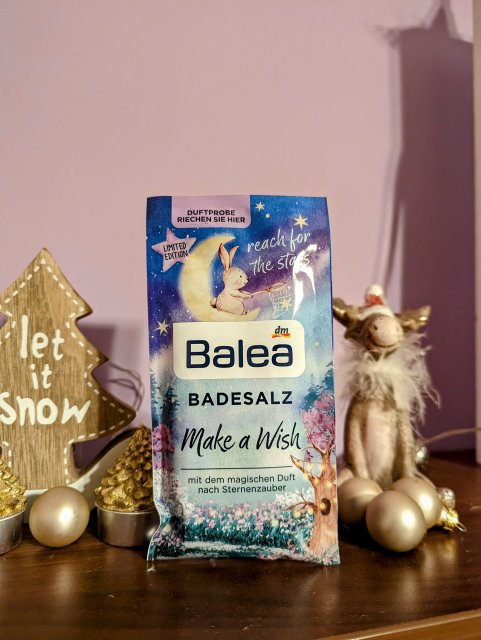 DUFTPROBE
RIECHEN SIE HIER
LIMITED
EDITION
reach for
the stars
dm
Balea
BADESALZ
Make a Wish
mit dem magischen Duft
nach Sternenzauber
let
it
snow